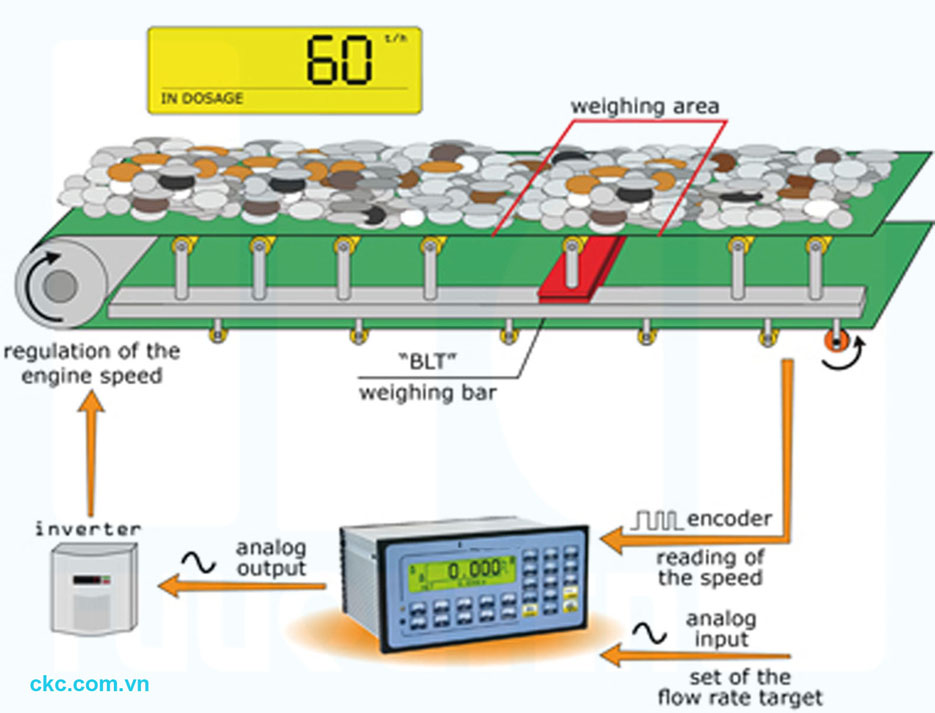 60 t/h
IN DOSAGE
weighing area
regulation of the
engine speed
"BLT"
weighing bar
inverter
analog
output
encoder
reading of
the speed
0.000
analog
input
set of the
flow rate target
ckc.com.vn